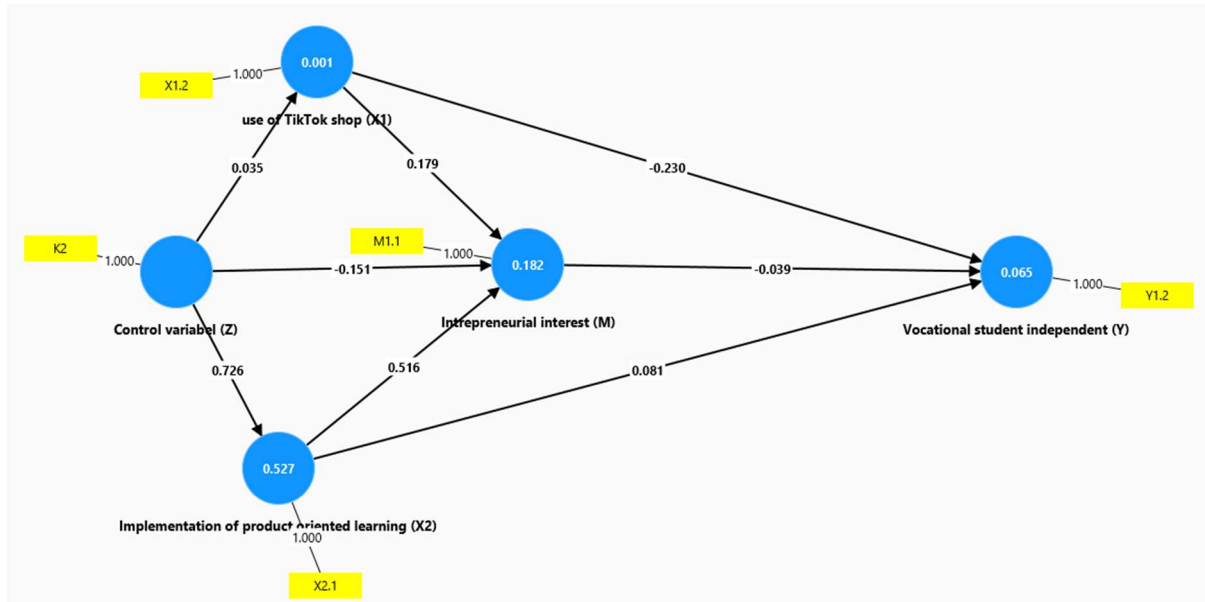 0.001
1.000
X1.2
use of TikTok shop (X1)
0.035
0.179
-0.230
K2
1.000
M1.1
1.000
-0.151
0.182
-0.039
0.065
1.000
Y1.2
Control variabel (Z)
Intrepreneurial interest (M)
Vocational student independent (Y)
0.726
0.516
0.081
0.527
Implementation of product oriented learning (X2)
1.000
X2.1